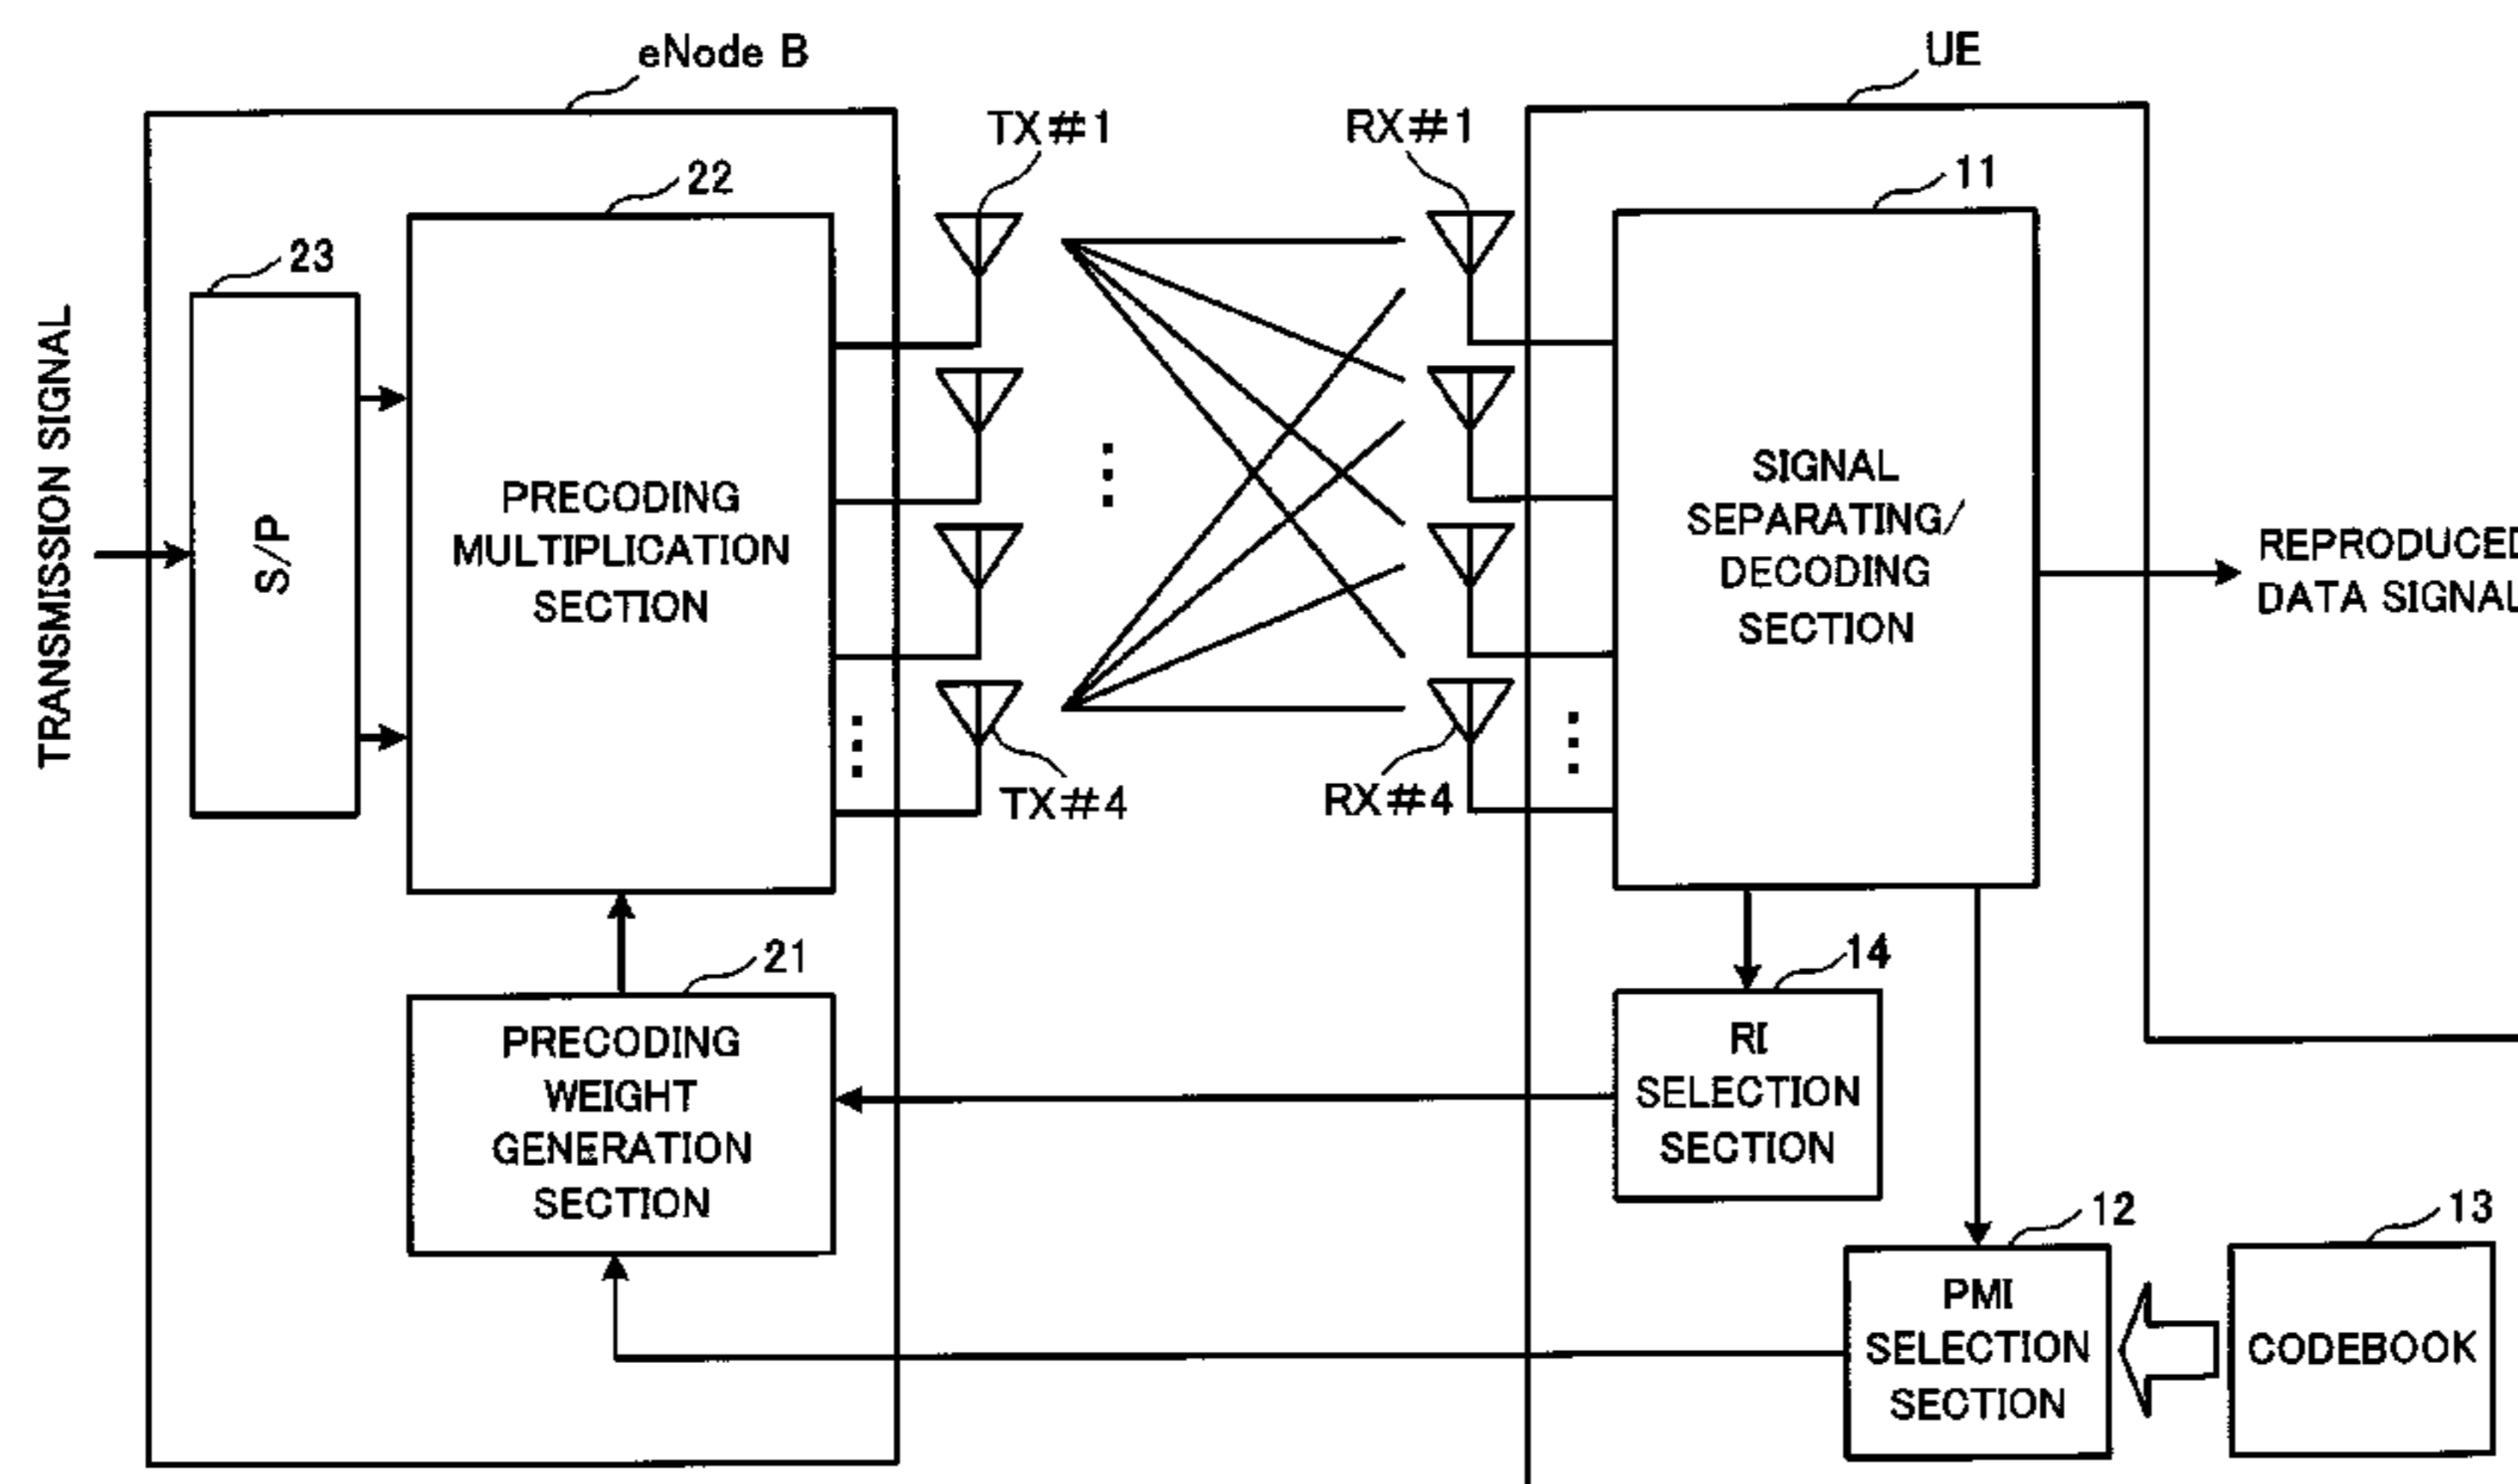 eNode B
UE
TX#1
RX#1
22
11
23
TRANSMISSION SIGNAL
S/P
PRECODING
MULTIPLICATION
SECTION
SIGNAL
SEPARATING/
DECODING
SECTION
REPRODUCED
DATA SIGNAL
TX#4
RX#4
21
14
PRECODING
WEIGHT
GENERATION
SECTION
RI
SELECTION
SECTION
12
13
PMI
SELECTION
SECTION
CODEBOOK